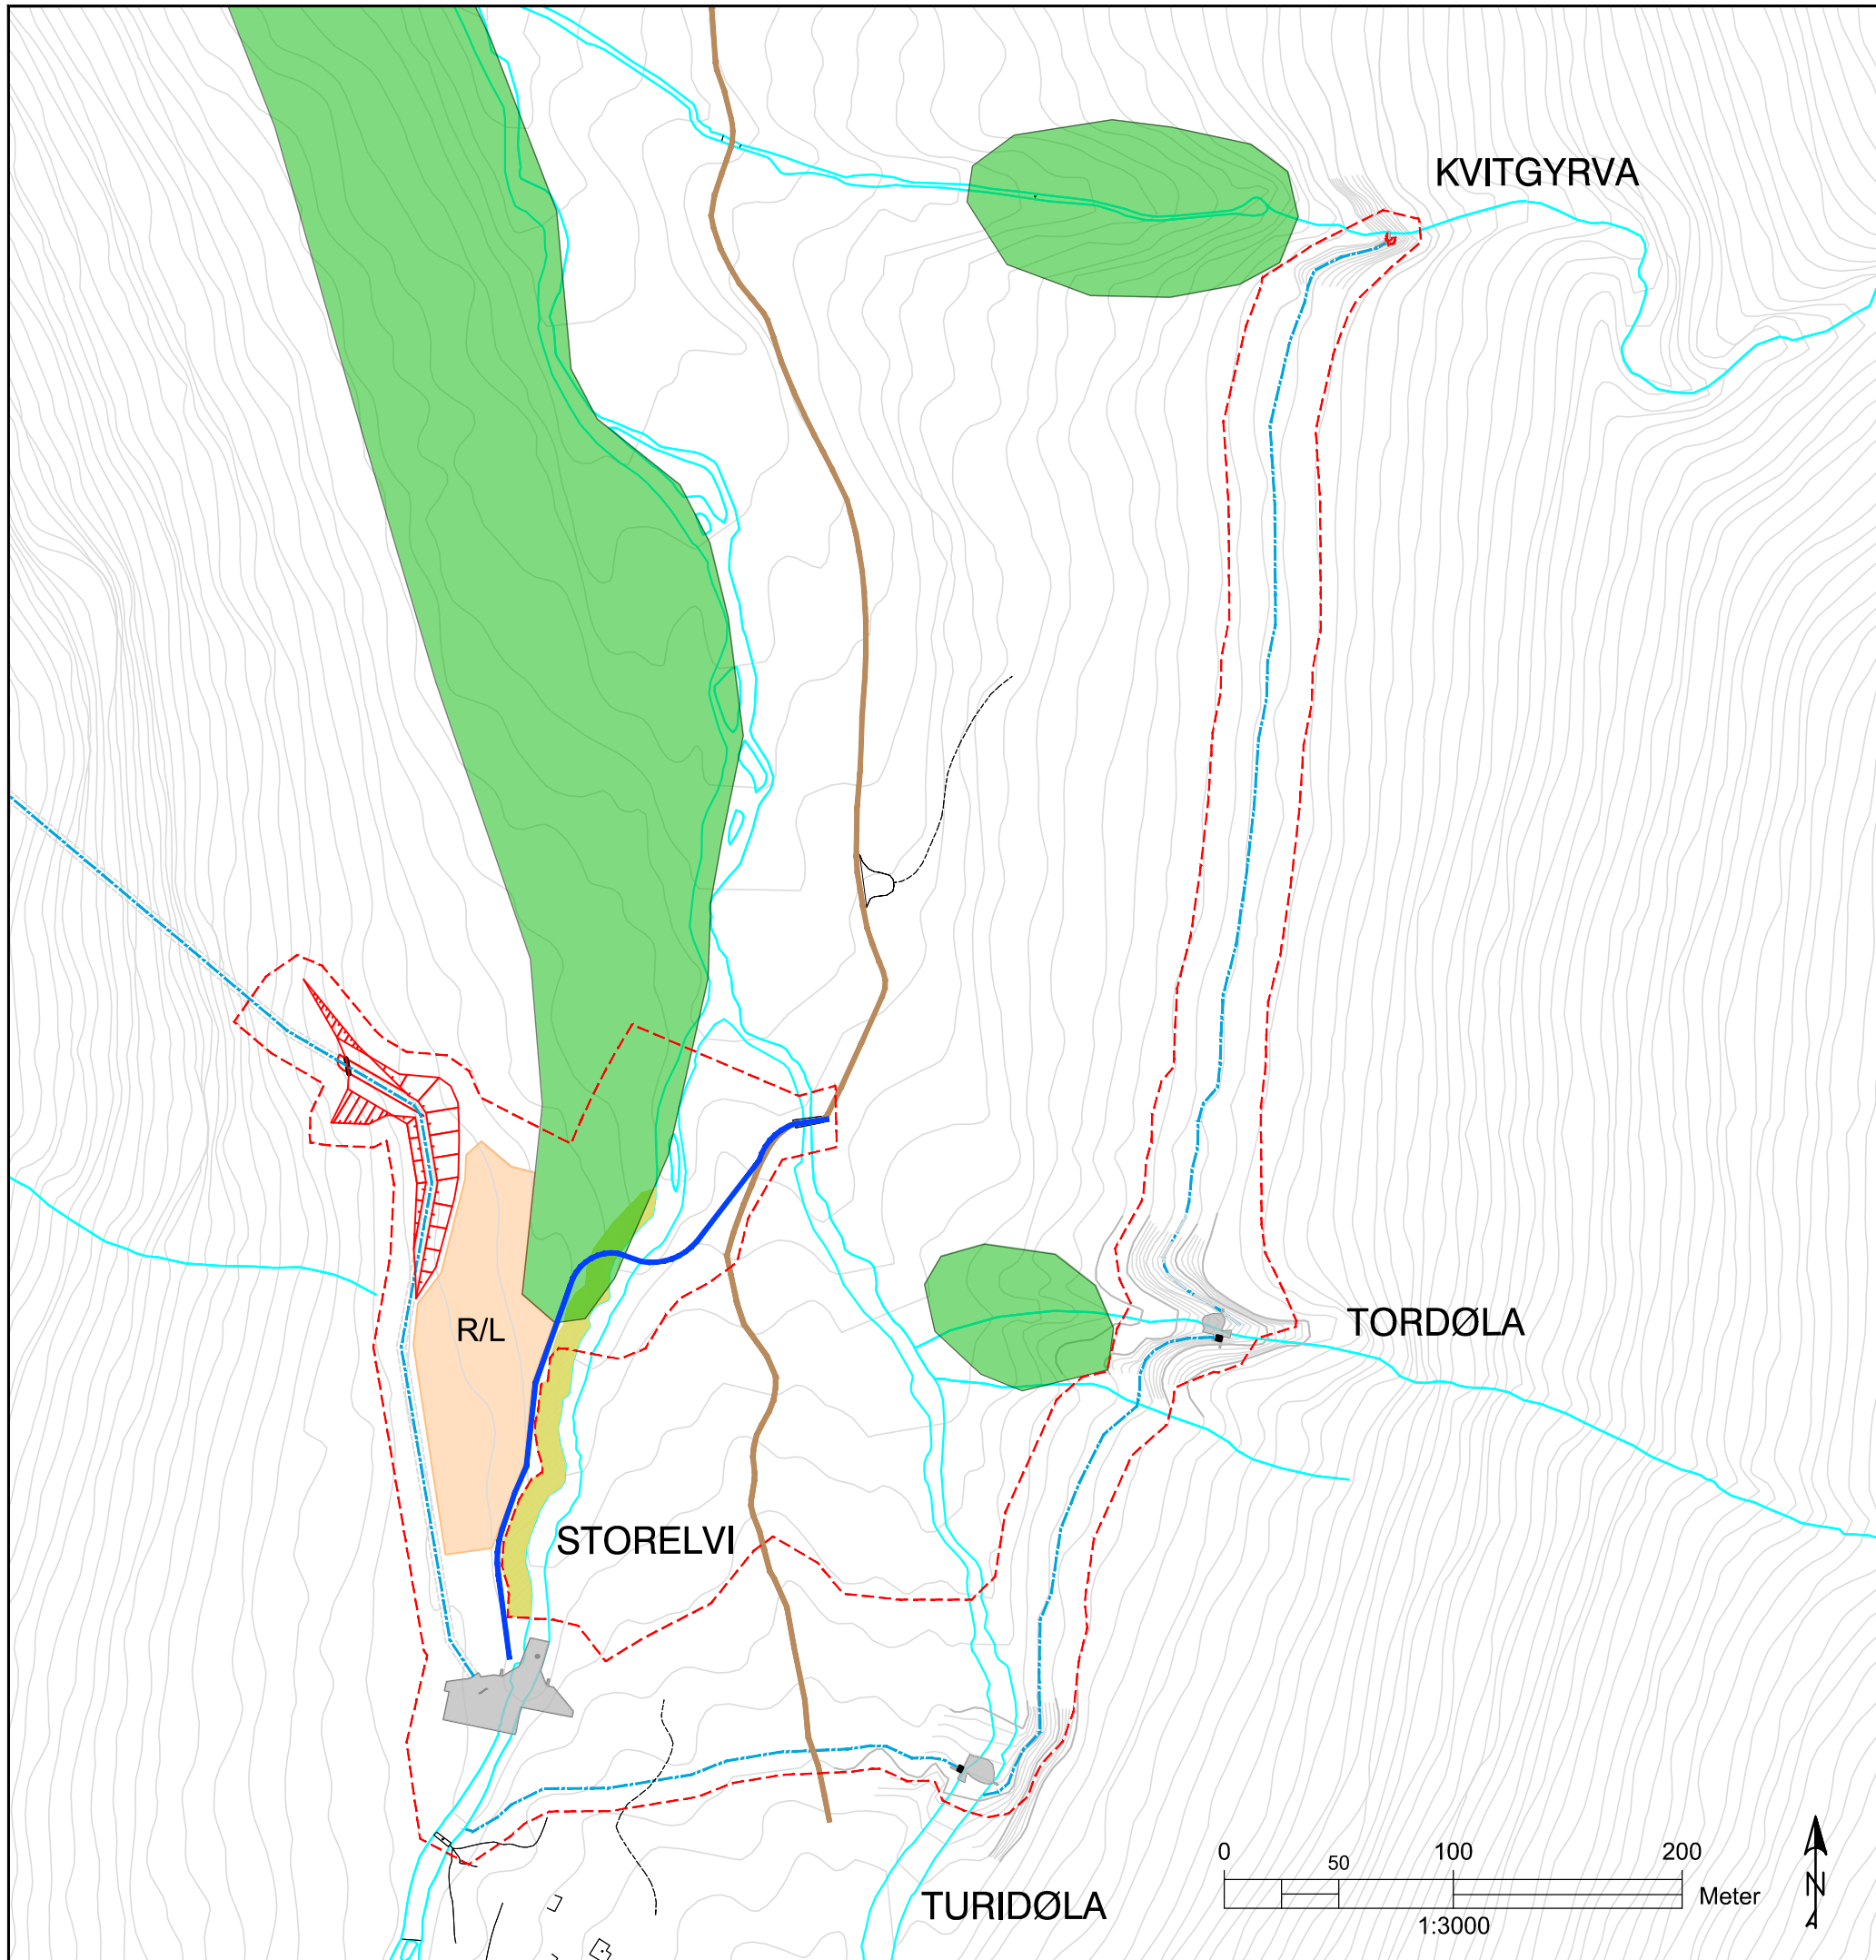 KVITGYRVA
TORDØLA
R/L
STORELVI
TURIDØLA
0 50 100 200
Meter
1:3000
N